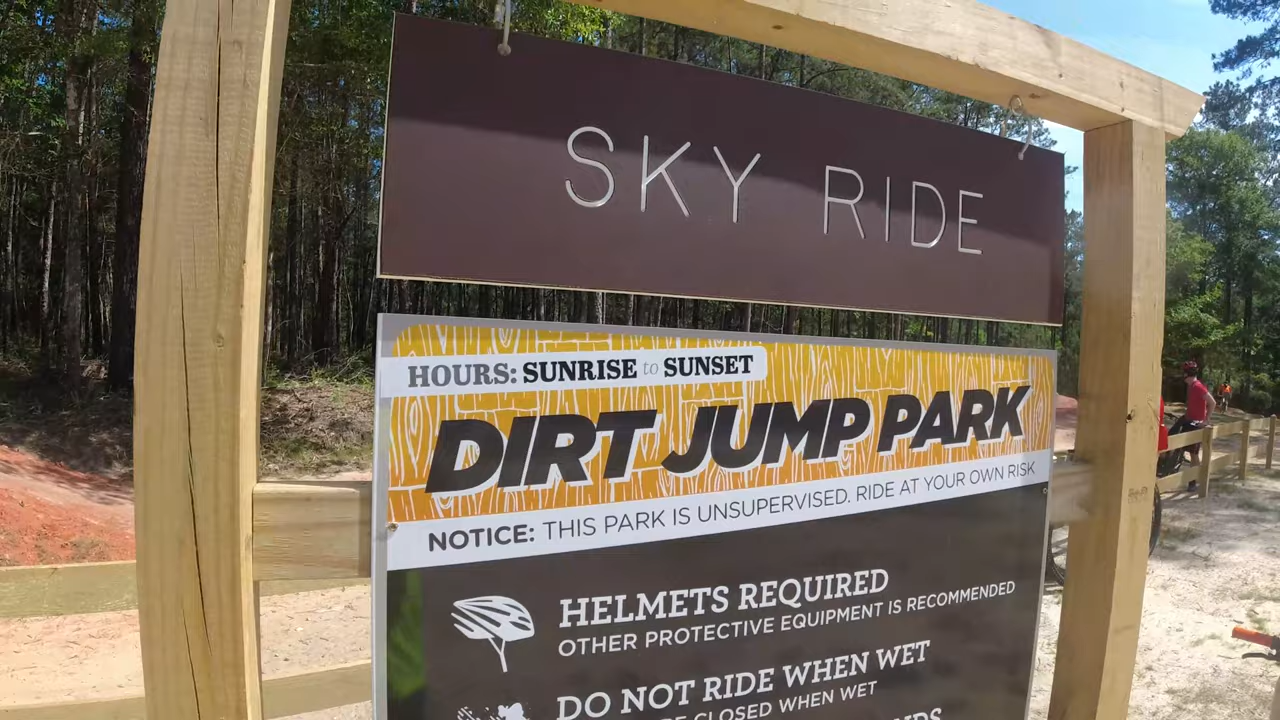 SKY RIDE
HOURS: SUNRISE to SUNSET
DIRT JUMP PARK
NOTICE: THIS PARK IS UNSUPERVISED. RIDE AT YOUR OWN RISK
HELMETS REQUIRED
OTHER PROTECTIVE EQUIPMENT IS RECOMMENDED
DO NOT RIDE WHEN WET
CLOSED WHEN WET